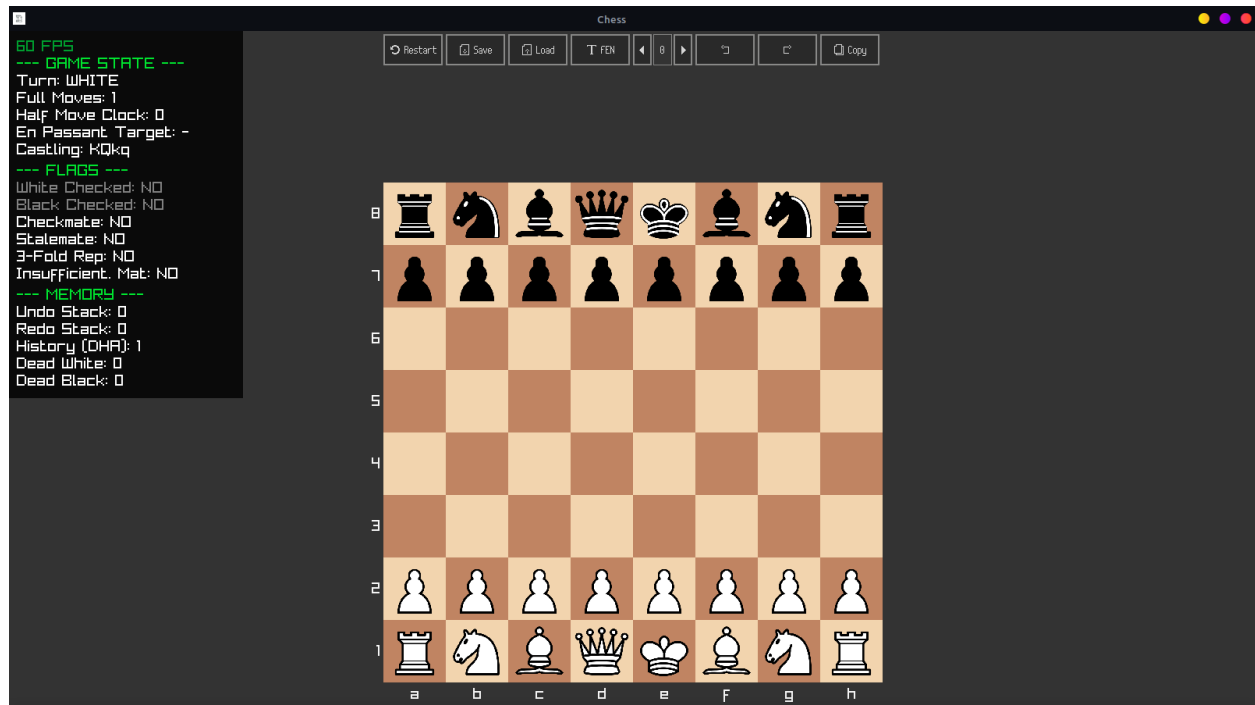 Chess
60 FPS
--- GAME STATE ---
Turn: WHITE
Full Moves: 1
Half Move Clock: 0
En Passant Target: -
Castling: KQkq
--- FLAGS ---
White Checked: NO
Black Checked: NO
Checkmate: NO
Stalemate: NO
3-Fold Rep: NO
Insufficient. Mat: NO
--- MEMORY ---
Undo Stack: 0
Redo Stack: 0
History (DHA): 1
Dead White: 0
Dead Black: 0
Restart Save Load FEN 0 Copy
8
7
6
5
4
3
2
1
a b c d e f g h